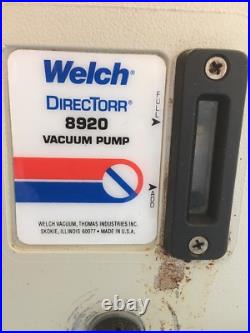 Welch®
DIRECTORR®
8920
VACUUM PUMP
FULL
ADD
WELCH VACUUM, THOMAS INDUSTRIES INC.
SKOKIE, ILLINOIS 60077 • MADE IN U.S.A.